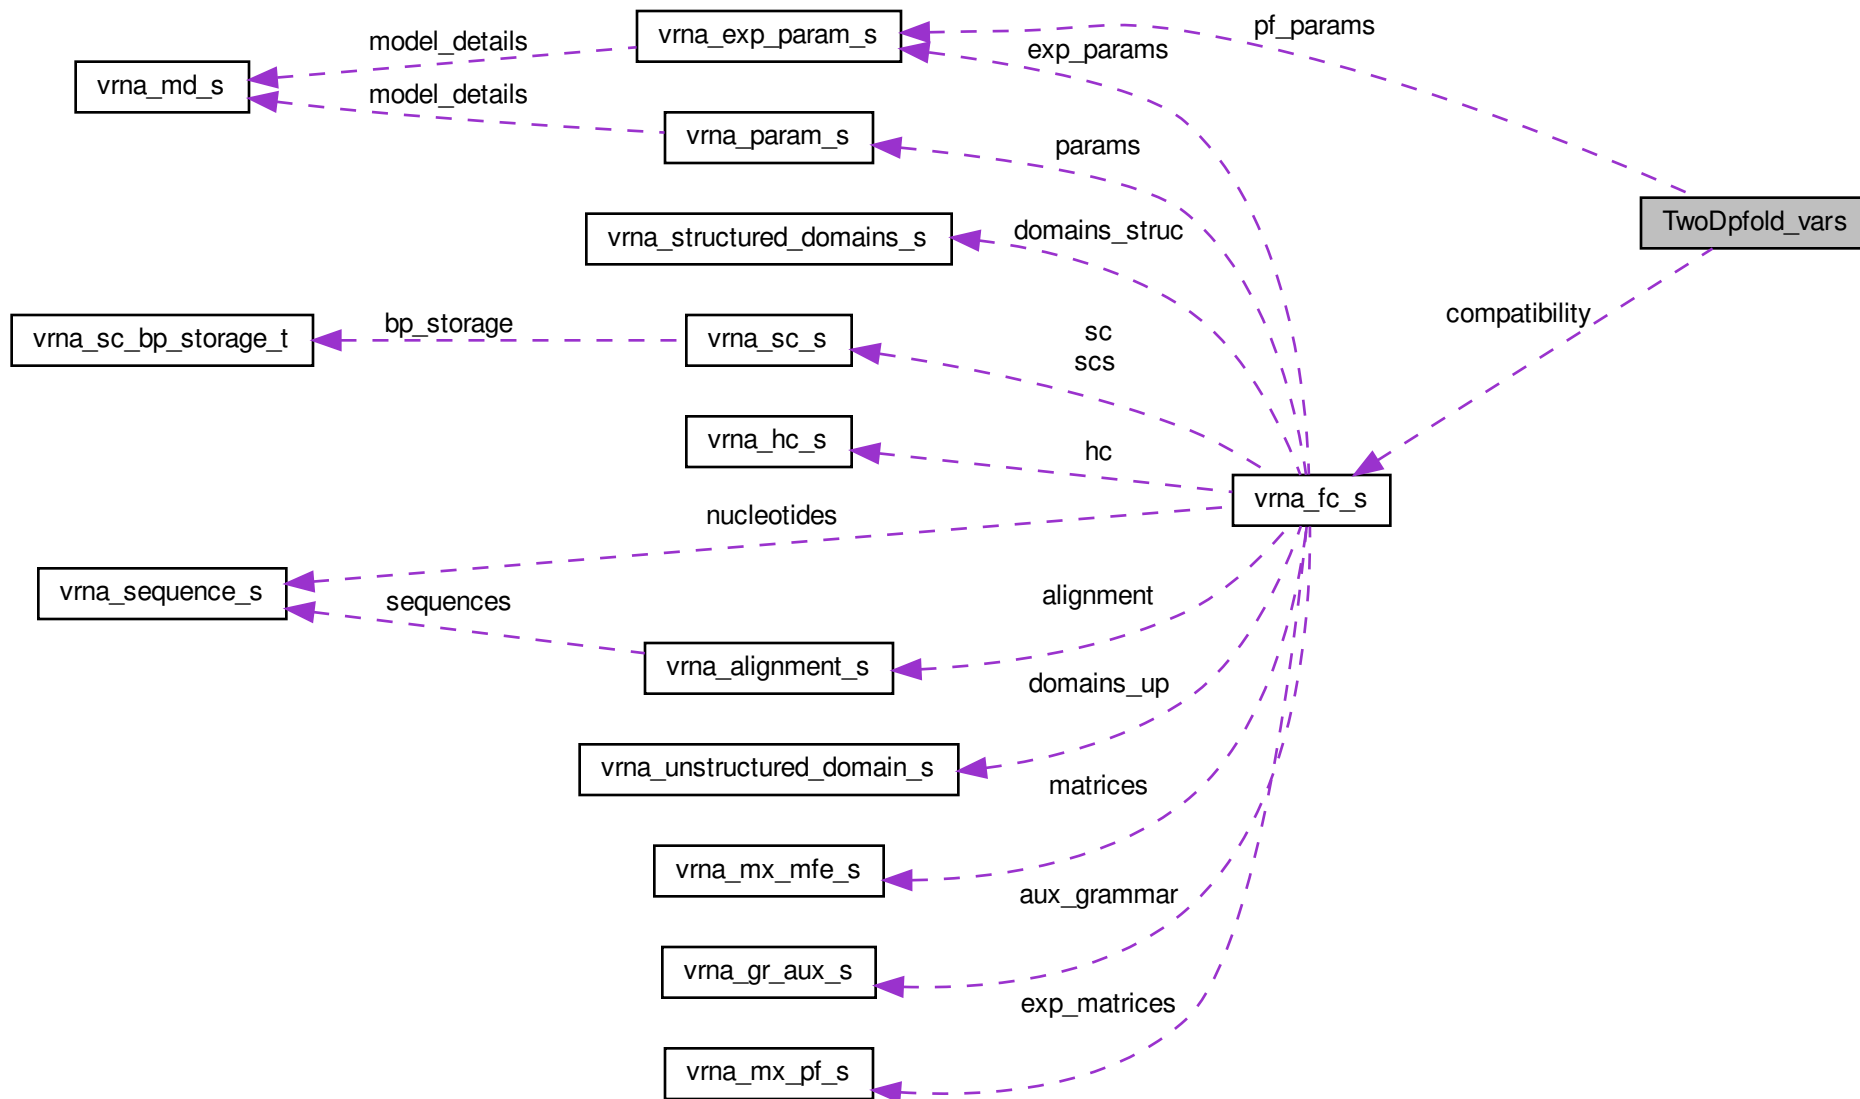 pf_params
vrna_exp_param_s
model_details
exp_params
vrna_md_s
model_details
vrna_param_s
params
TwoDpfold_vars
vrna_structured_domains_s
domains_struc
compatibility
bp_storage
vrna_sc_bp_storage_t
vrna_sc_s
sc
scs
vrna_hc_s
hc
vrna_fc_s
nucleotides
vrna_sequence_s
sequences
alignment
vrna_alignment_s
domains_up
vrna_unstructured_domain_s
matrices
vrna_mx_mfe_s
aux_grammar
vrna_gr_aux_s
exp_matrices
vrna_mx_pf_s